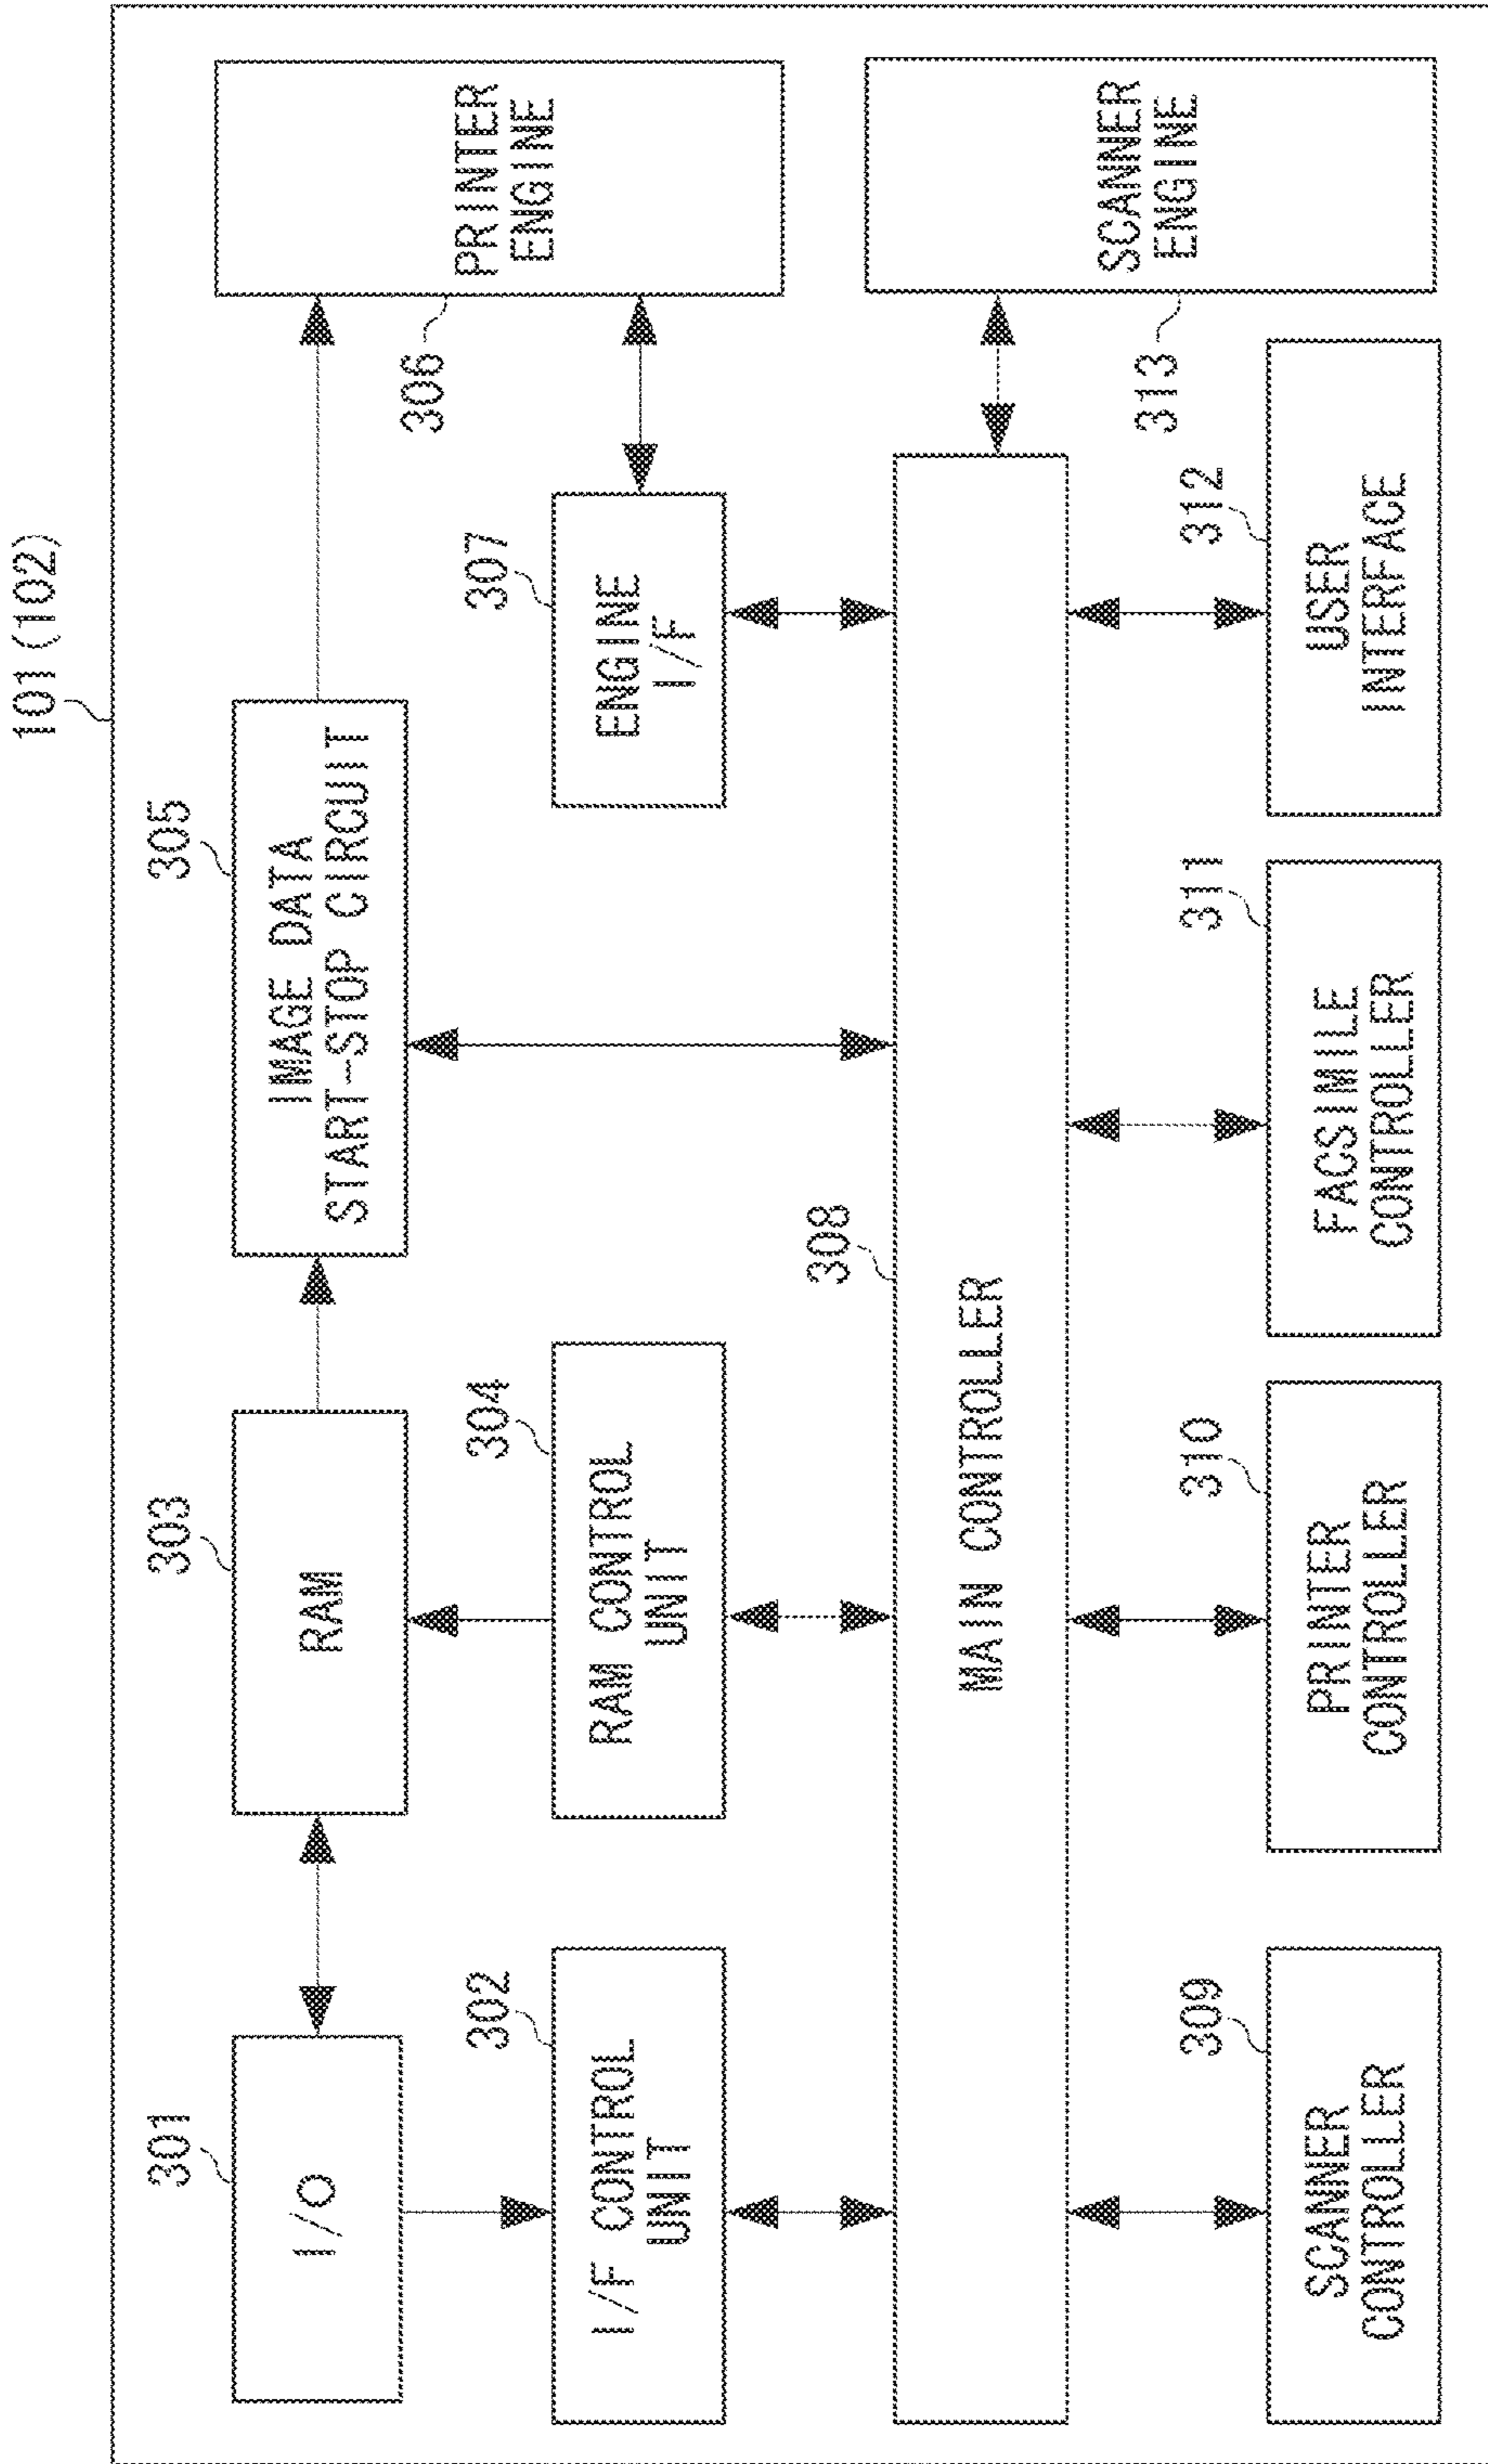 101 (102)
301
I/O
303
RAM
305
IMAGE DATA
START-STOP CIRCUIT
PRINTER
ENGINE
306
302
I/F CONTROL
UNIT
304
RAM CONTROL
UNIT
307
ENGINE
I/F
308
MAIN CONTROLLER
SCANNER
ENGINE
313
309
SCANNER
CONTROLLER
310
PRINTER
CONTROLLER
311
FACSIMILE
CONTROLLER
312
USER
INTERFACE